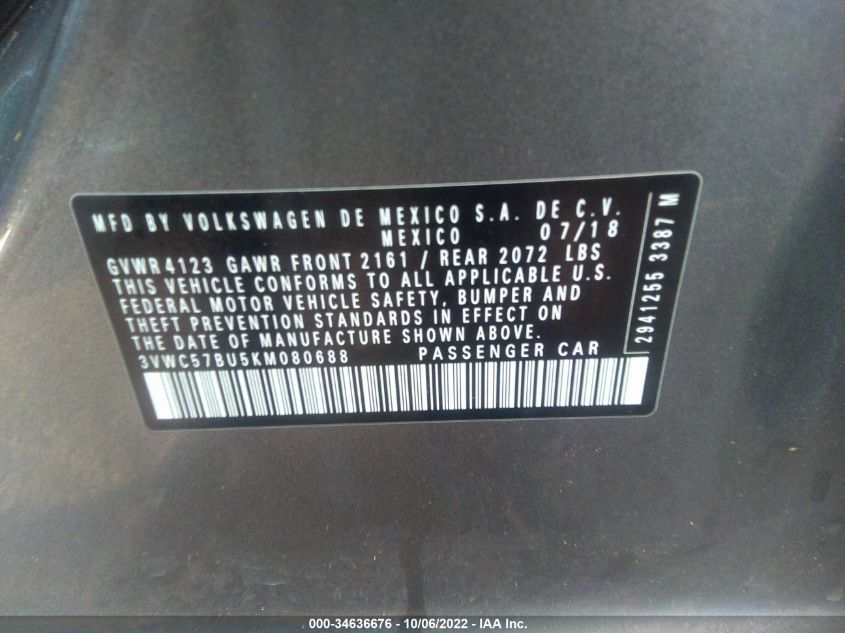 MFD BY VOLKSWAGEN DE MEXICO S.A. DE C.V.
MEXICO 07/18
GVWR 4123 GAWR FRONT 2161 / REAR 2072 LBS
THIS VEHICLE CONFORMS TO ALL APPLICABLE U.S.
FEDERAL MOTOR VEHICLE SAFETY, BUMPER AND
THEFT PREVENTION STANDARDS IN EFFECT ON
THE DATE OF MANUFACTURE SHOWN ABOVE.
3VWC57BU5KM080688 PASSENGER CAR
2941255 3387 M
000-34636676 - 10/06/2022 - IAA Inc.